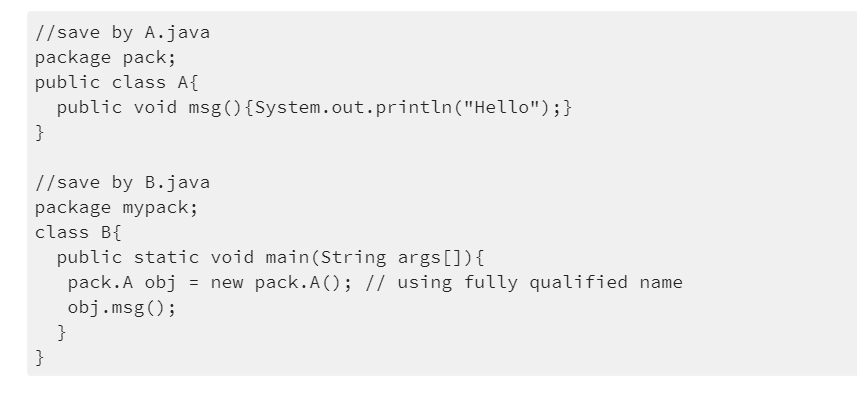 //save by A.java
package pack;
public class A{
  public void msg(){System.out.println("Hello");}
}

//save by B.java
package mypack;
class B{
  public static void main(String args[]){
   pack.A obj = new pack.A(); // using fully qualified name
   obj.msg();
  }
}